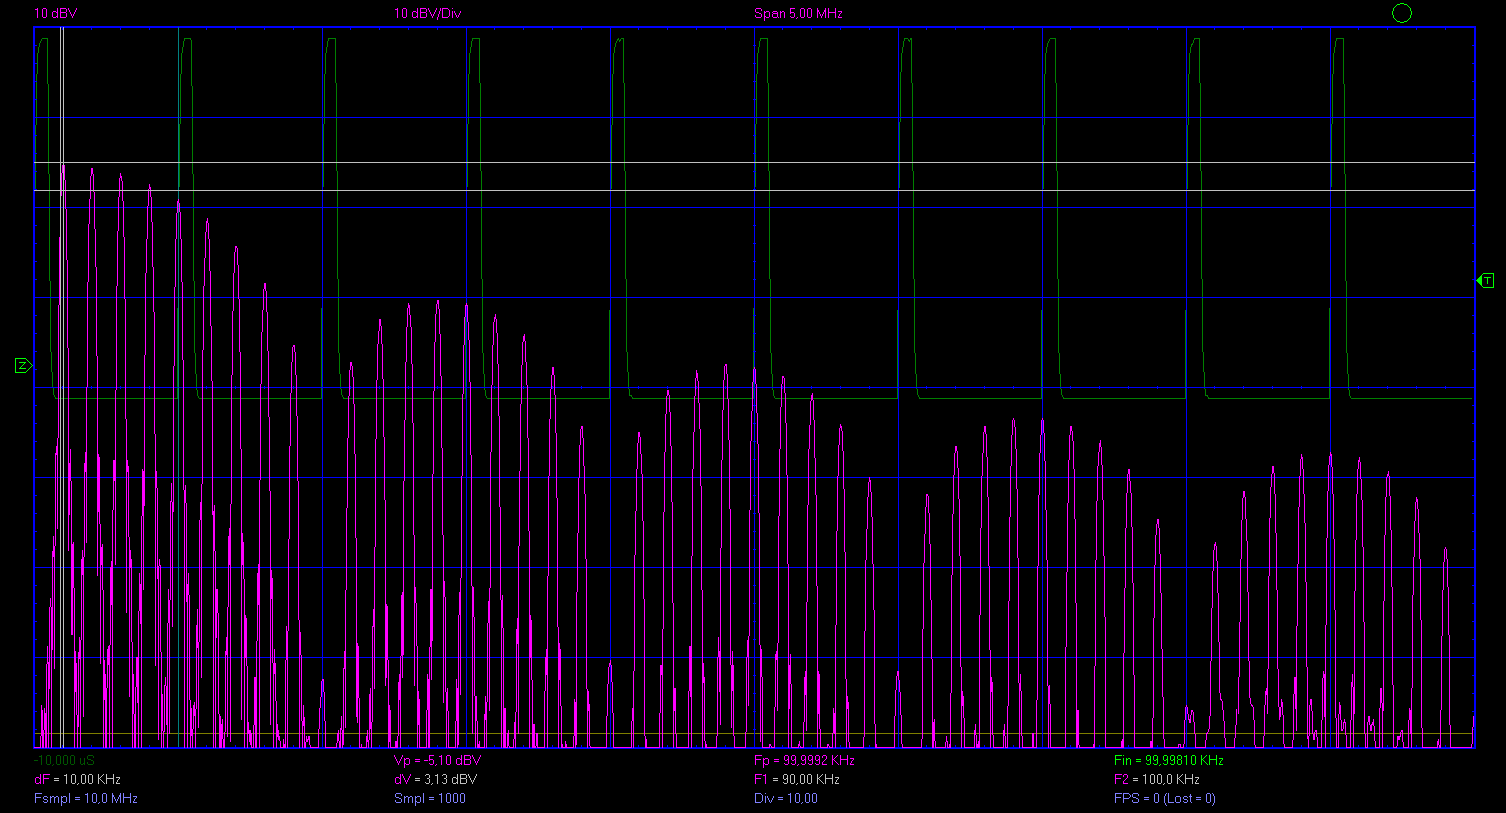 10 dBV 10 dBV/Div Span 5,00 MHz
T
Z
-10,000 uS Vp = -5,10 dBV Fp = 99,9992 KHz Fin = 99,99810 KHz
dF = 10,00 KHz dV = 3,13 dBV F1 = 90,00 KHz F2 = 100,0 KHz
Fsmpl = 10,0 MHz Smpl = 1000 Div = 10,00 FPS = 0 (Lost = 0)